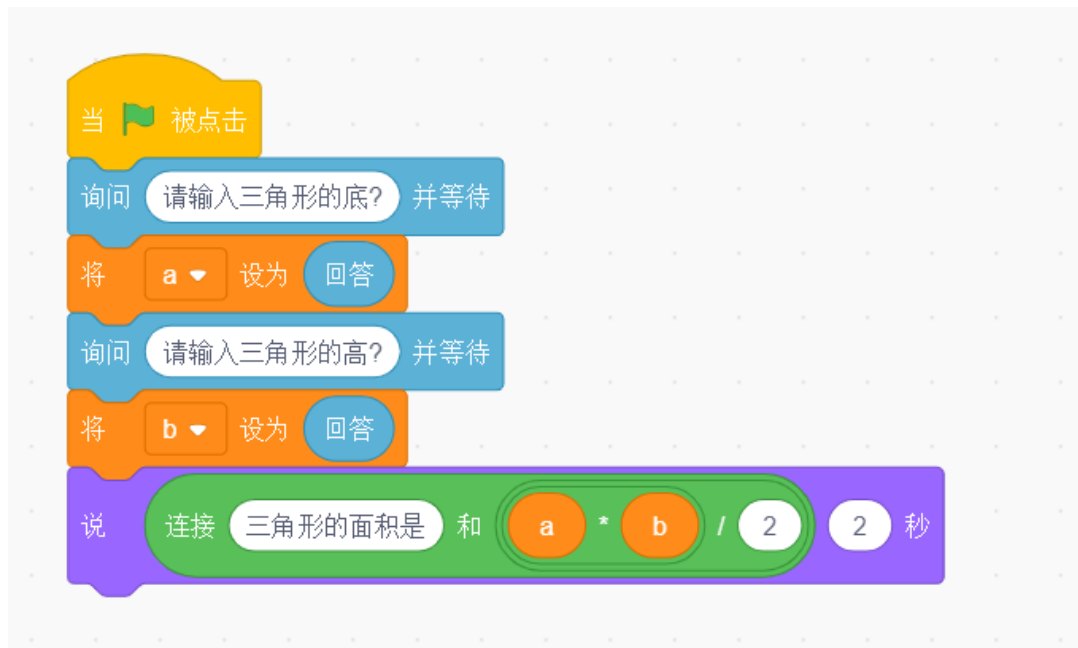 当 被点击
询问 请输入三角形的底? 并等待
将 a 设为 回答
询问 请输入三角形的高? 并等待
将 b 设为 回答
说 连接 三角形的面积是 和 a * b / 2 2 秒